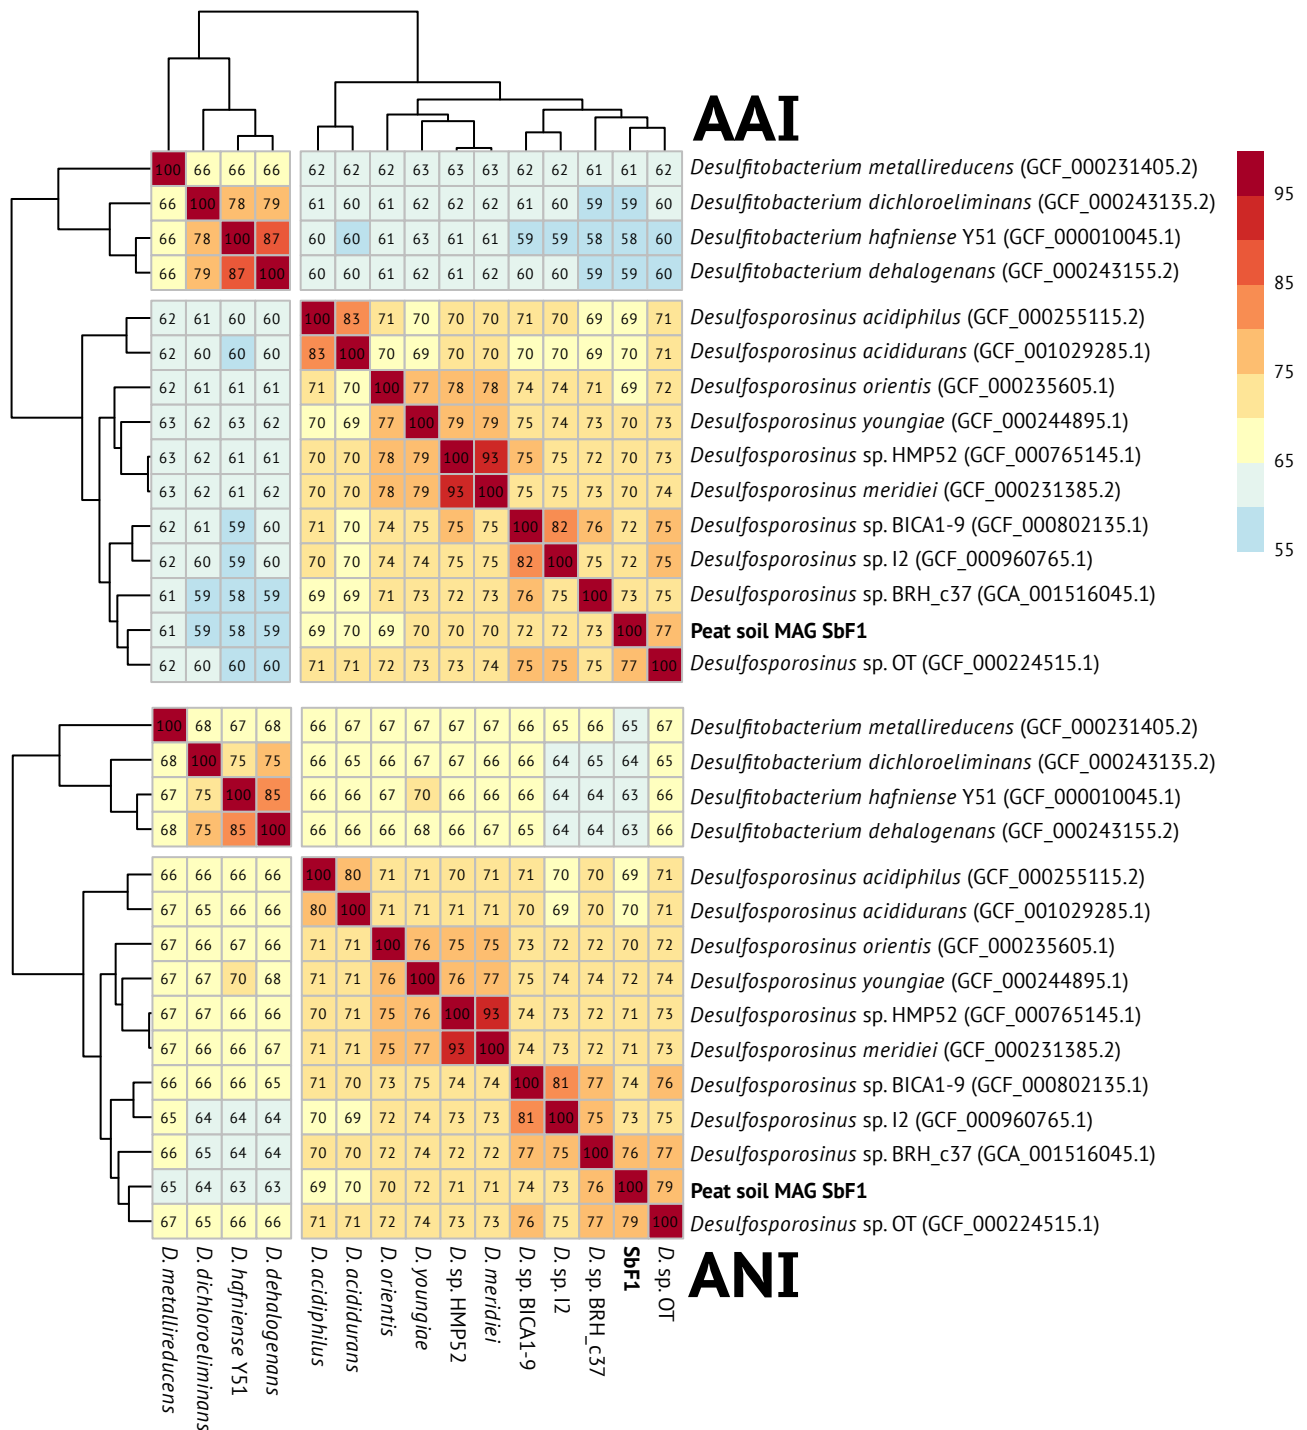 AAI
100 66 66 66 62 62 62 63 63 63 62 62 61 61 62 Desulfitobacterium metallireducens (GCF_000231405.2)
66 100 78 79 61 60 61 62 62 62 61 60 59 59 60 Desulfitobacterium dichloroeliminans (GCF_000243135.2)
66 78 100 87 60 60 61 63 61 61 59 59 58 58 60 Desulfitobacterium hafniense Y51 (GCF_000010045.1)
66 79 87 100 60 60 61 62 61 62 60 60 59 59 60 Desulfitobacterium dehalogenans (GCF_000243155.2)
62 61 60 60 100 83 71 70 70 70 71 70 69 69 71 Desulfosporosinus acidiphilus (GCF_000255115.2)
62 60 60 60 83 100 70 69 70 70 70 70 69 70 71 Desulfosporosinus acididurans (GCF_001029285.1)
62 61 61 61 71 70 100 77 78 78 74 74 71 69 72 Desulfosporosinus orientis (GCF_000235605.1)
63 62 63 62 70 69 77 100 79 79 75 74 73 70 73 Desulfosporosinus youngiae (GCF_000244895.1)
63 62 61 61 70 70 78 79 100 93 75 75 72 70 73 Desulfosporosinus sp. HMP52 (GCF_000765145.1)
63 62 61 62 70 70 78 79 93 100 75 75 73 70 74 Desulfosporosinus meridiei (GCF_000231385.2)
62 61 59 60 71 70 74 75 75 75 100 82 76 72 75 Desulfosporosinus sp. BICA1-9 (GCF_000802135.1)
62 60 59 60 70 70 74 74 75 75 82 100 75 72 75 Desulfosporosinus sp. I2 (GCF_000960765.1)
61 59 58 59 69 69 71 73 72 73 76 75 100 73 75 Desulfosporosinus sp. BRH_c37 (GCA_001516045.1)
61 59 58 59 69 70 69 70 70 70 72 72 73 100 77 Peat soil MAG SbF1
62 60 60 60 71 71 72 73 73 74 75 75 75 77 100 Desulfosporosinus sp. OT (GCF_000224515.1)
95
85
75
65
55
100 68 67 68 66 67 67 67 67 67 66 65 66 65 67 Desulfitobacterium metallireducens (GCF_000231405.2)
68 100 75 75 66 65 66 67 67 66 66 64 65 64 65 Desulfitobacterium dichloroeliminans (GCF_000243135.2)
67 75 100 85 66 66 67 70 66 66 66 64 64 63 66 Desulfitobacterium hafniense Y51 (GCF_000010045.1)
68 75 85 100 66 66 66 68 66 67 65 64 64 63 66 Desulfitobacterium dehalogenans (GCF_000243155.2)
66 66 66 66 100 80 71 71 70 71 71 70 70 69 71 Desulfosporosinus acidiphilus (GCF_000255115.2)
67 65 66 66 80 100 71 71 71 71 70 69 70 70 71 Desulfosporosinus acididurans (GCF_001029285.1)
67 66 67 66 71 71 100 76 75 75 73 72 72 70 72 Desulfosporosinus orientis (GCF_000235605.1)
67 67 70 68 71 71 76 100 76 77 75 74 74 72 74 Desulfosporosinus youngiae (GCF_000244895.1)
67 67 66 66 70 71 75 76 100 93 74 73 72 71 73 Desulfosporosinus sp. HMP52 (GCF_000765145.1)
67 66 66 67 71 71 75 77 93 100 74 73 72 71 73 Desulfosporosinus meridiei (GCF_000231385.2)
66 66 66 65 71 70 73 75 74 74 100 81 77 74 76 Desulfosporosinus sp. BICA1-9 (GCF_000802135.1)
65 64 64 64 70 69 72 74 73 73 81 100 75 73 75 Desulfosporosinus sp. I2 (GCF_000960765.1)
66 65 64 64 70 70 72 74 72 72 77 75 100 76 77 Desulfosporosinus sp. BRH_c37 (GCA_001516045.1)
65 64 63 63 69 70 70 72 71 71 74 73 76 100 79 Peat soil MAG SbF1
67 65 66 66 71 71 72 74 73 73 76 75 77 79 100 Desulfosporosinus sp. OT (GCF_000224515.1)
D. metallireducens
D. dichloroeliminans
D. hafniense Y51
D. dehalogenans
D. acidiphilus
D. acididurans
D. orientis
D. youngiae
D. sp. HMP52
D. meridiei
D. sp. BICA1-9
D. sp. I2
D. sp. BRH_c37
SbF1
D. sp. OT
ANI